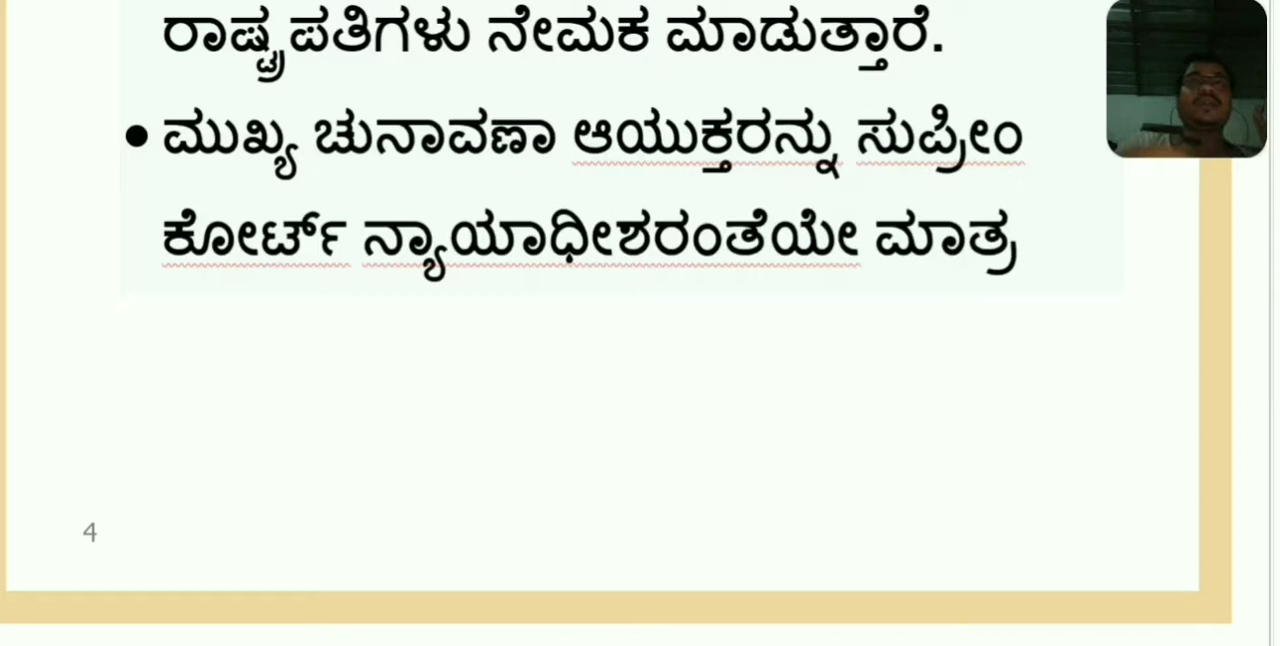 ರಾಷ್ಟ್ರಪತಿಗಳು ನೇಮಕ ಮಾಡುತ್ತಾರೆ.
• ಮುಖ್ಯ ಚುನಾವಣಾ ಆಯುಕ್ತರನ್ನು ಸುಪ್ರೀಂ
ಕೋರ್ಟ್ ನ್ಯಾಯಾಧೀಶರಂತೆಯೇ ಮಾತ್ರ
4